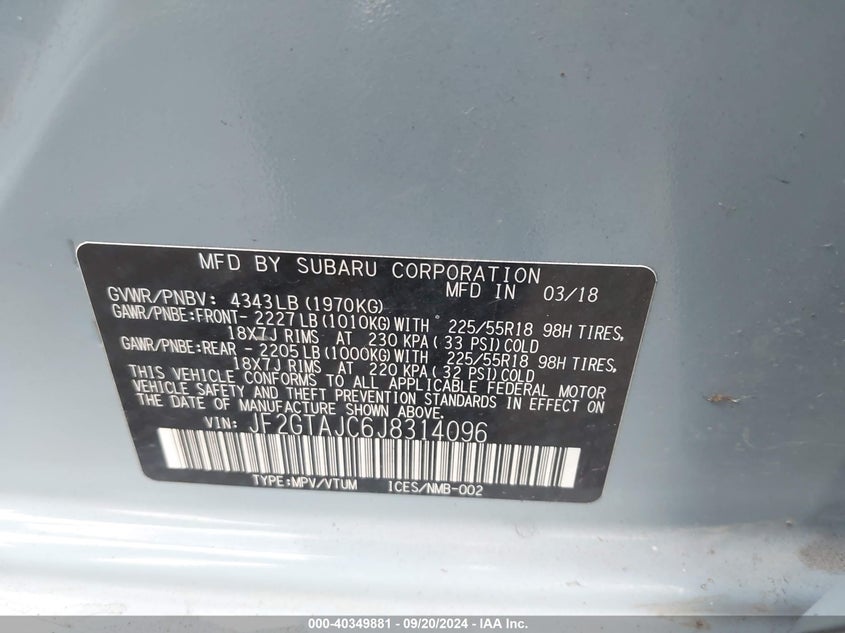 MFD BY SUBARU CORPORATION
MFD IN 03/18
GVWR/PNBV: 4343LB (1970KG)
GAWR/PNBE:FRONT- 2227LB(1010KG)WITH 225/55R18 98H TIRES,
18X7J RIMS AT 230 KPA( 33 PSI)COLD
GAWR/PNBE:REAR - 2205LB(1000KG)WITH 225/55R18 98H TIRES,
18X7J RIMS AT 220 KPA( 32 PSI)COLD
THIS VEHICLE CONFORMS TO ALL APPLICABLE FEDERAL MOTOR
VEHICLE SAFETY AND THEFT PREVENTION STANDARDS IN EFFECT ON
THE DATE OF MANUFACTURE SHOWN ABOVE.
VIN: JF2GTAJC6J8314096
TYPE:MPV/VTUM ICES/NMB-002
000-40349881 - 09/20/2024 - IAA Inc.